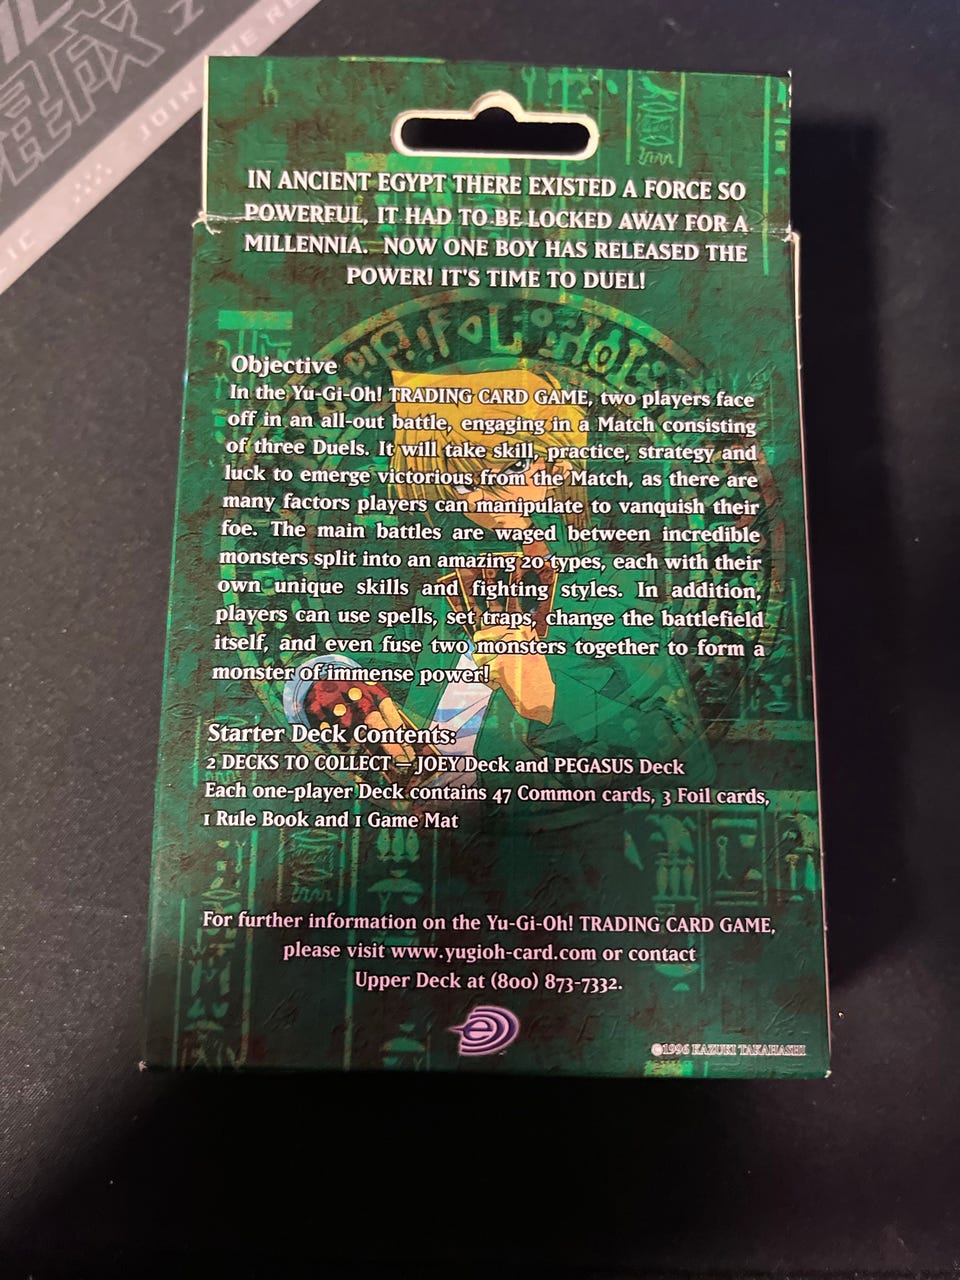 JOIN THE RE
LIC
IN ANCIENT EGYPT THERE EXISTED A FORCE SO
POWERFUL, IT HAD TO BE LOCKED AWAY FOR A
MILLENNIA. NOW ONE BOY HAS RELEASED THE
POWER! IT'S TIME TO DUEL!
Objective
In the Yu-Gi-Oh! TRADING CARD GAME, two players face
off in an all-out battle, engaging in a Match consisting
of three Duels. It will take skill, practice, strategy and
luck to emerge victorious from the Match, as there are
many factors players can manipulate to vanquish their
foe. The main battles are waged between incredible
monsters split into an amazing 20 types, each with their
own unique skills and fighting styles. In addition,
players can use spells, set traps, change the battlefield
itself, and even fuse two monsters together to form a
monster of immense power!
Starter Deck Contents:
2 DECKS TO COLLECT — JOEY Deck and PEGASUS Deck
Each one-player Deck contains 47 Common cards, 3 Foil cards,
1 Rule Book and 1 Game Mat
For further information on the Yu-Gi-Oh! TRADING CARD GAME,
please visit www.yugioh-card.com or contact
Upper Deck at (800) 873-7332.
©1996 KAZUKI TAKAHASHI